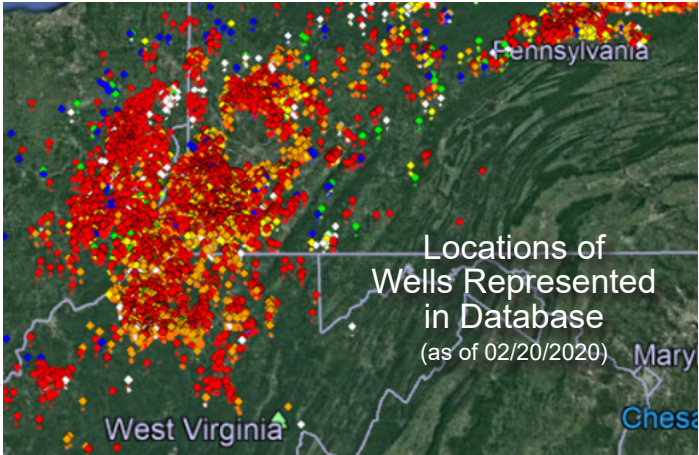 Pennsylvania
Locations of
Wells Represented
in Database
(as of 02/20/2020)
Mary
West Virginia
Chesa